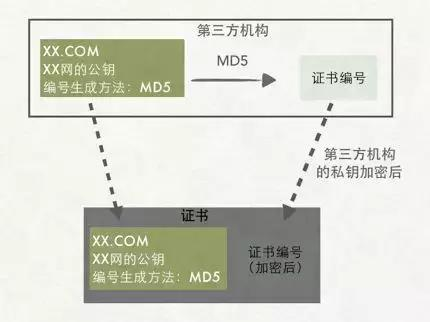 第三方机构
XX.COM
XX网的公钥
编号生成方法：MD5
MD5
证书编号
第三方机构
的私钥加密后
证书
XX.COM
XX网的公钥
编号生成方法：MD5
证书编号
（加密后）